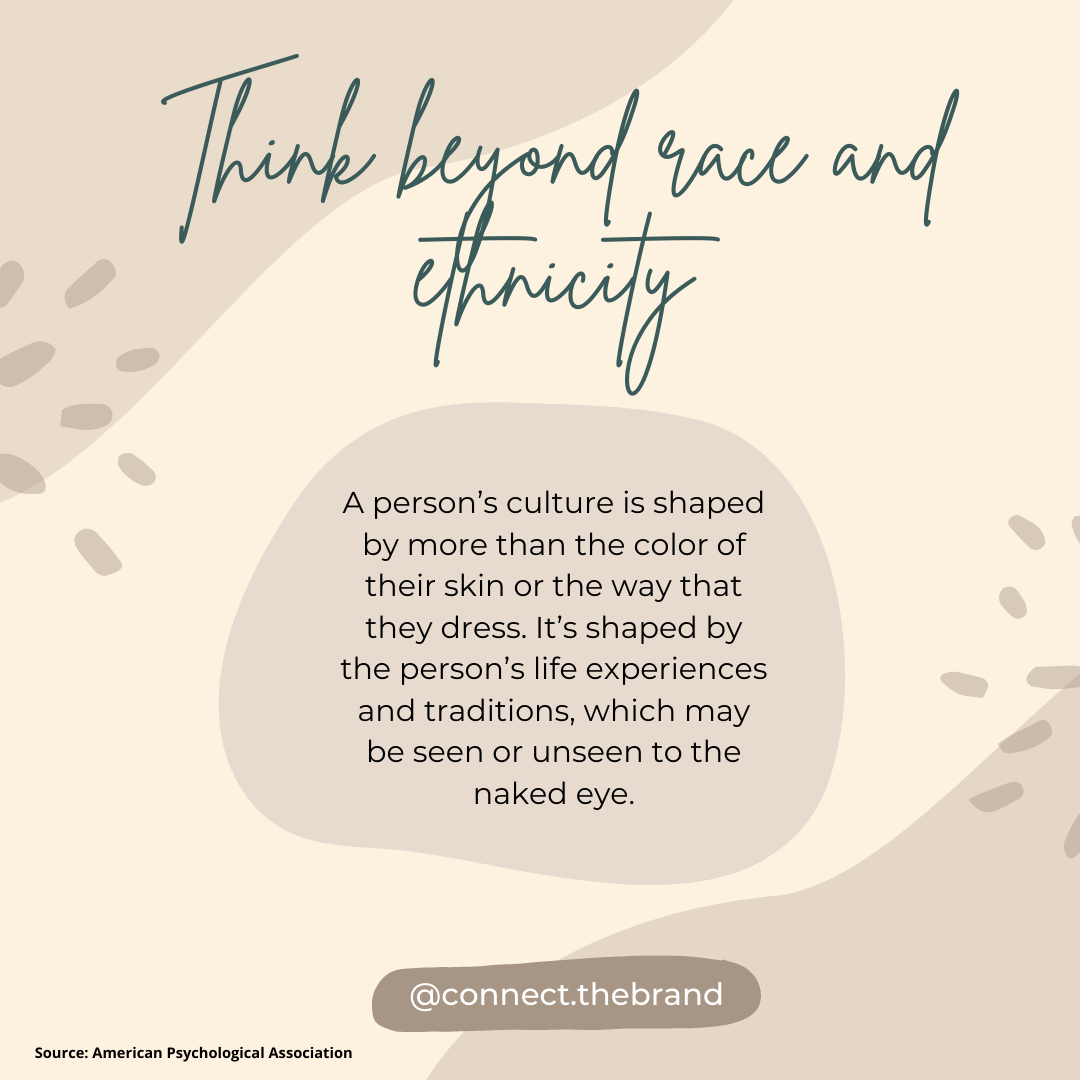 Think beyond race and
ethnicity
A person’s culture is shaped
by more than the color of
their skin or the way that
they dress. It’s shaped by
the person’s life experiences
and traditions, which may
be seen or unseen to the
naked eye.
@connect.thebrand
Source: American Psychological Association